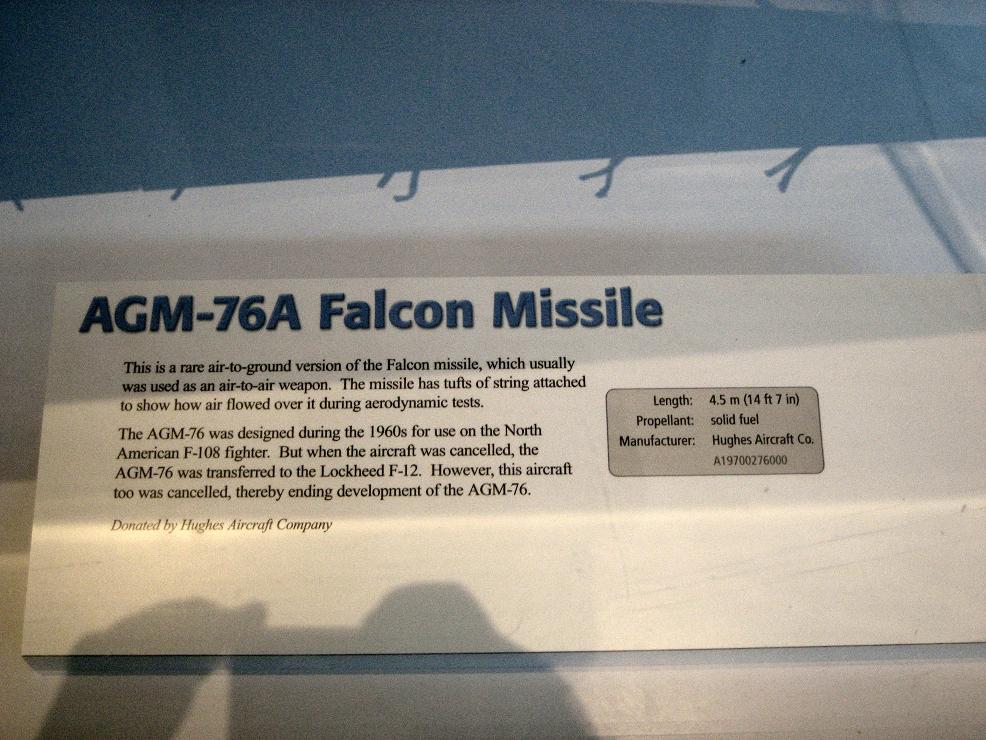 AGM-76A Falcon Missile
This is a rare air-to-ground version of the Falcon missile, which usually
was used as an air-to-air weapon. The missile has tufts of string attached
to show how air flowed over it during aerodynamic tests.
The AGM-76 was designed during the 1960s for use on the North
American F-108 fighter. But when the aircraft was cancelled, the
AGM-76 was transferred to the Lockheed F-12. However, this aircraft
too was cancelled, thereby ending development of the AGM-76.
Donated by Hughes Aircraft Company
Length: 4.5 m (14 ft 7 in)
Propellant: solid fuel
Manufacturer: Hughes Aircraft Co.
A19700276000